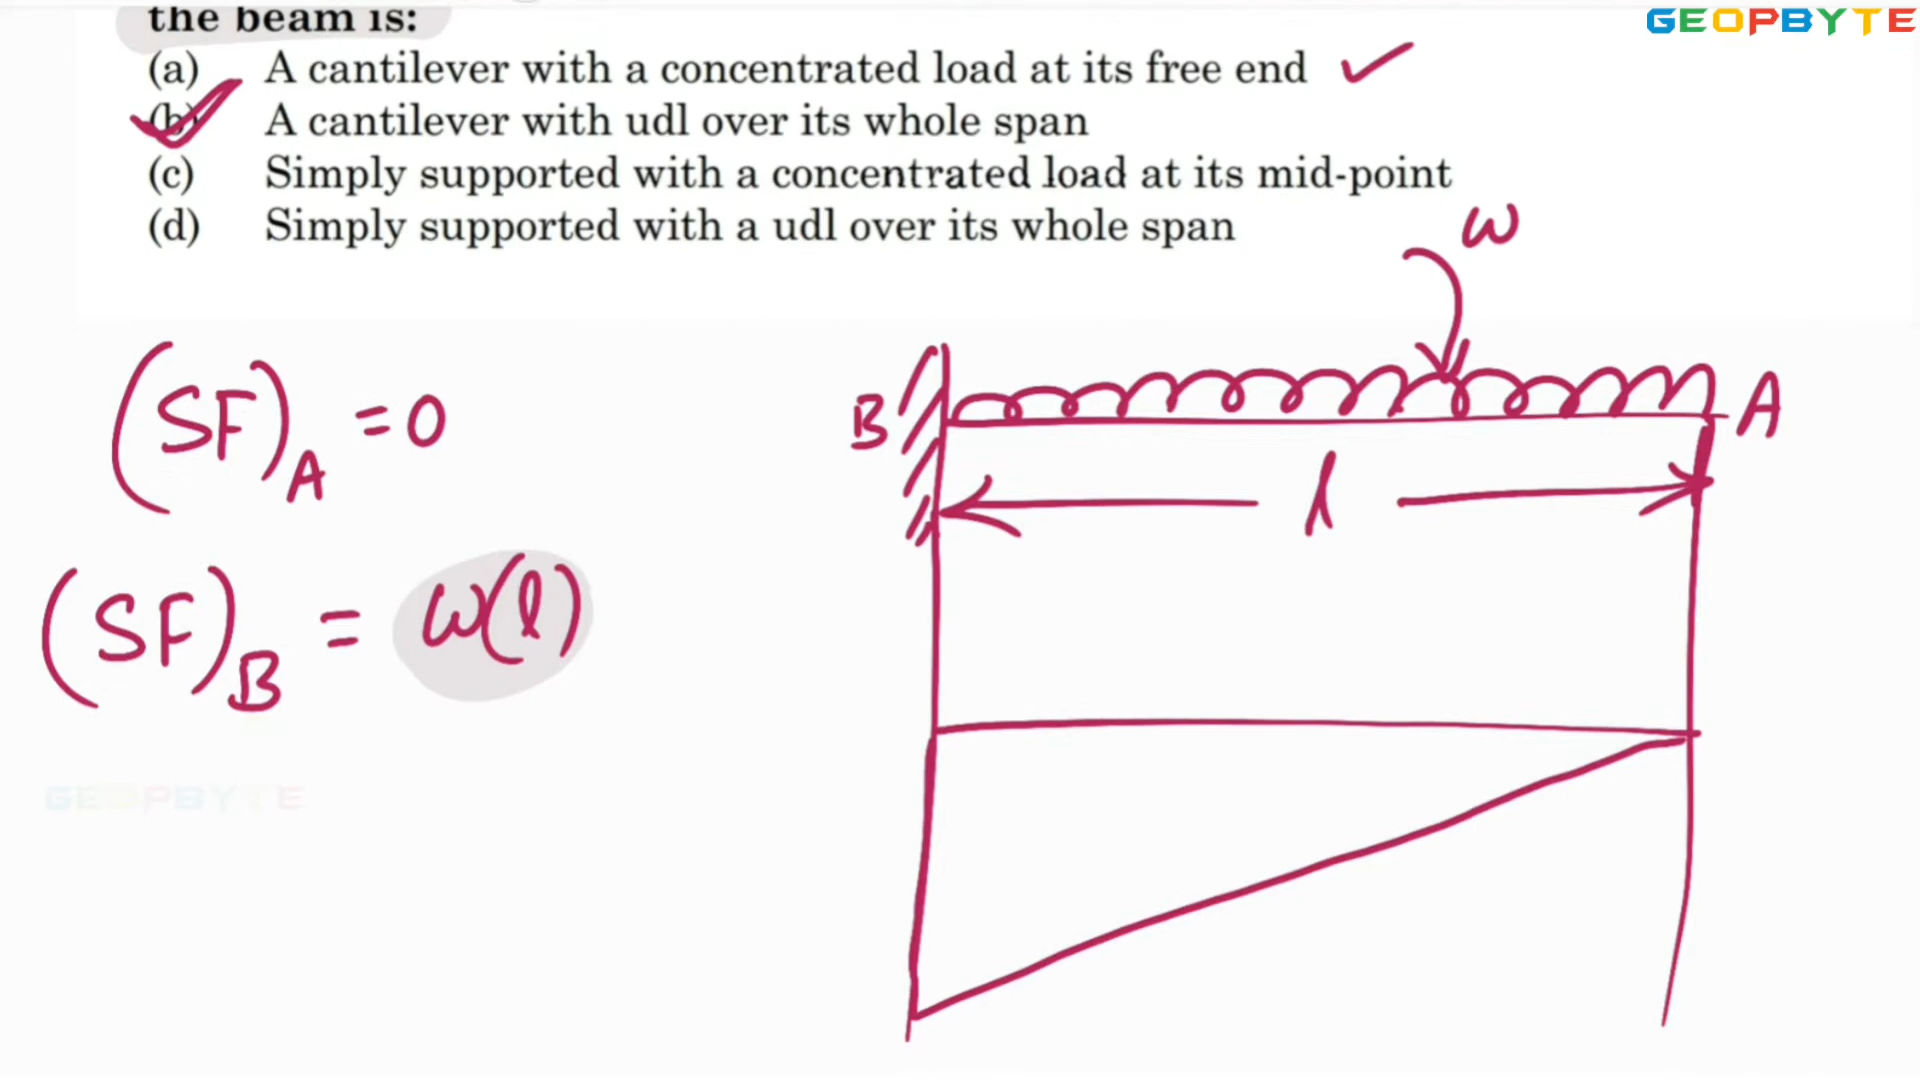 GEOPBYTE
the beam is:
(a) A cantilever with a concentrated load at its free end
(b) A cantilever with udl over its whole span
(c) Simply supported with a concentrated load at its mid-point
(d) Simply supported with a udl over its whole span
ω
B A
l
(SF)A = 0
(SF)B = ω(l)
GEOPBYTE